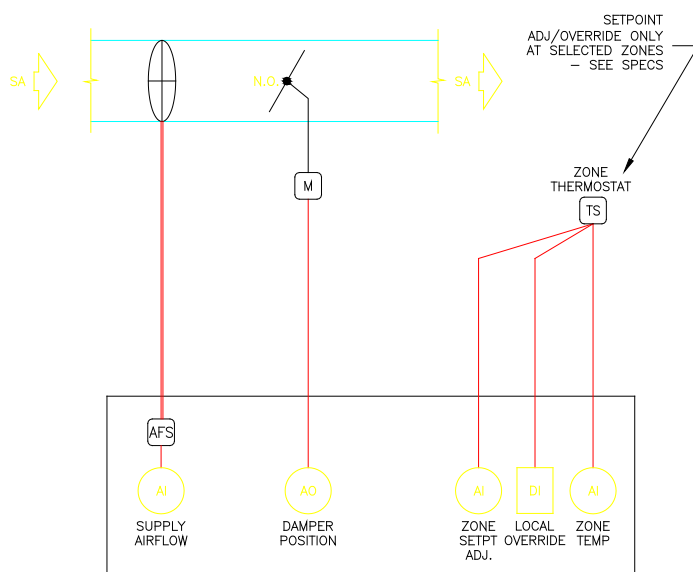 SETPOINT
ADJ/OVERRIDE ONLY
AT SELECTED ZONES
– SEE SPECS
SA
N.O.
SA
ZONE
THERMOSTAT
M
TS
AFS
AI
AO
AI
DI
AI
SUPPLY
AIRFLOW
DAMPER
POSITION
ZONE
SETPT
ADJ.
LOCAL
OVERRIDE
ZONE
TEMP